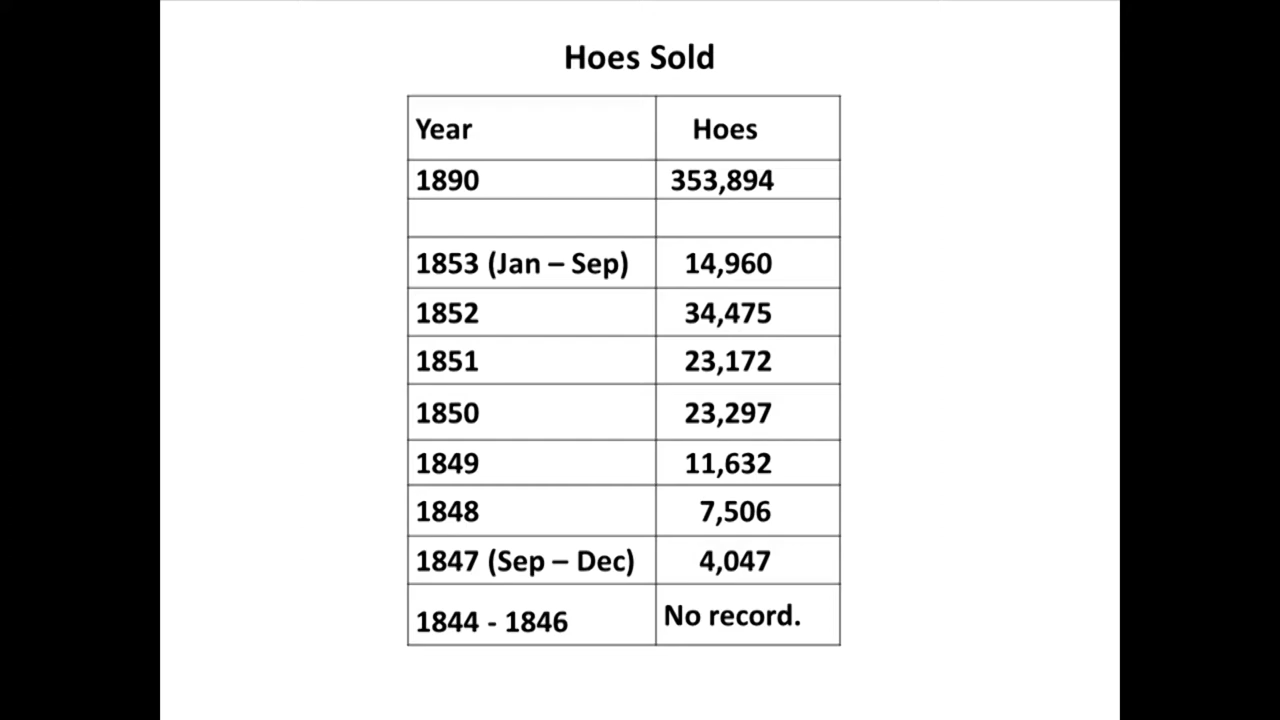 Hoes Sold
Year Hoes
1890 353,894
1853 (Jan – Sep) 14,960
1852 34,475
1851 23,172
1850 23,297
1849 11,632
1848 7,506
1847 (Sep – Dec) 4,047
1844 - 1846 No record.